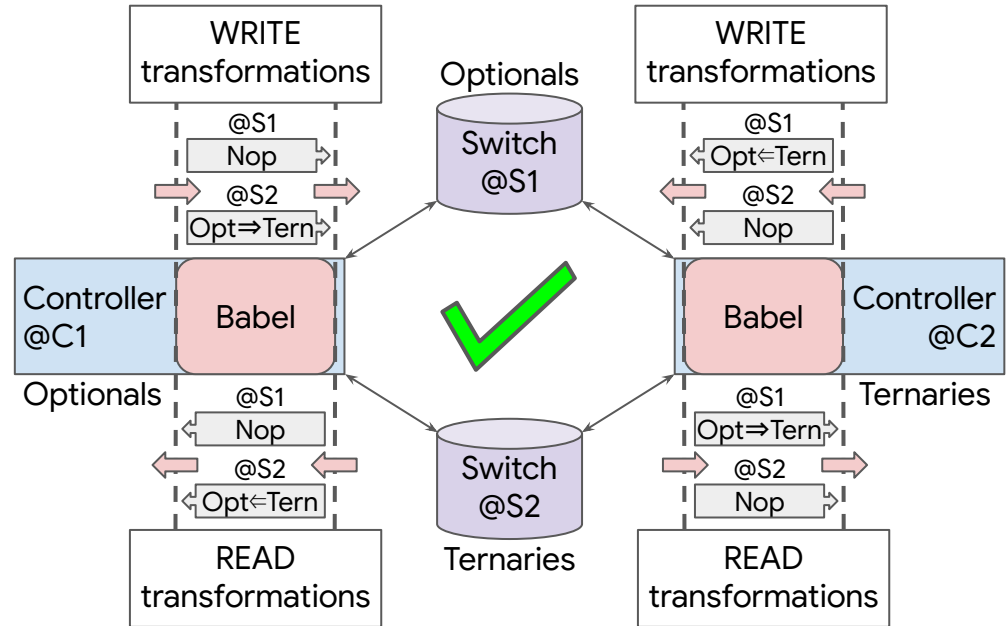 WRITE
transformations
@S1
Nop
@S2
Opt⇒Tern
Controller
@C1
Babel
Optionals
@S1
Nop
@S2
Opt⇐Tern
READ
transformations
Optionals
Switch
@S1
Switch
@S2
Ternaries
WRITE
transformations
@S1
Opt⇐Tern
@S2
Nop
Babel
Controller
@C2
Ternaries
@S1
Opt⇒Tern
@S2
Nop
READ
transformations